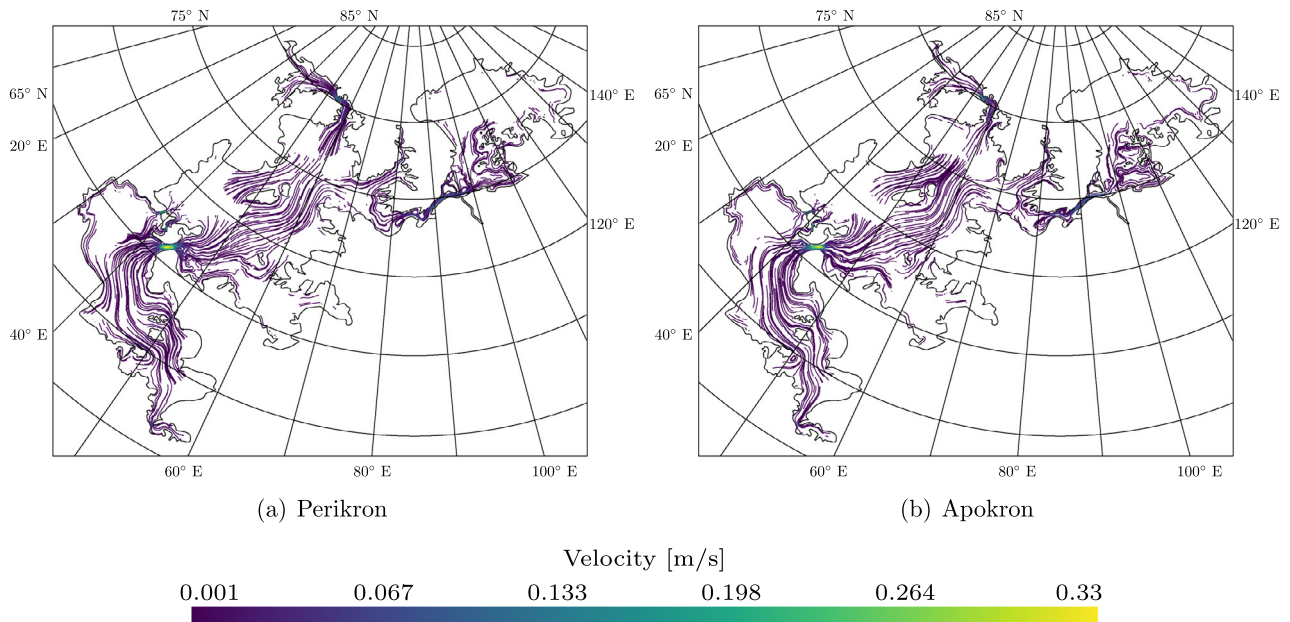 75° N 85° N 75° N 85° N
65° N 140° E 65° N 140° E
20° E 20° E
120° E 120° E
40° E 40° E
60° E 80° E 100° E 60° E 80° E 100° E
(a) Perikron (b) Apokron
Velocity [m/s]
0.001 0.067 0.133 0.198 0.264 0.33